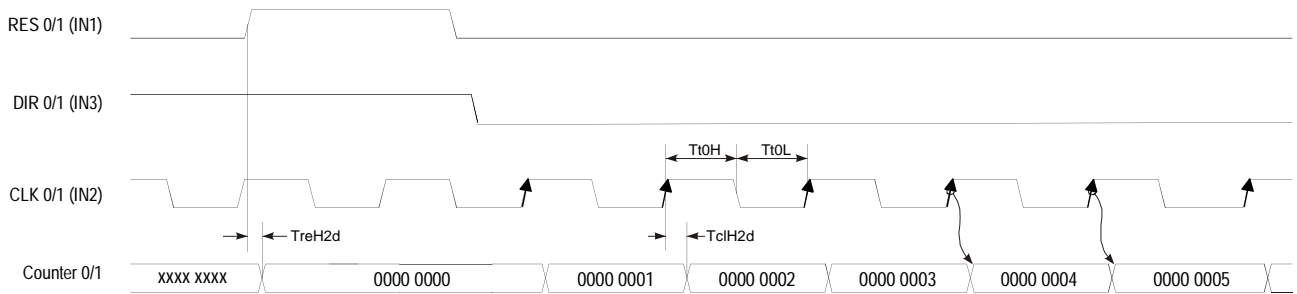 RES 0/1 (IN1)
DIR 0/1 (IN3)
Tt0H Tt0L
CLK 0/1 (IN2)
TreH2d TclH2d
Counter 0/1 xxxx xxxx 0000 0000 0000 0001 0000 0002 0000 0003 0000 0004 0000 0005